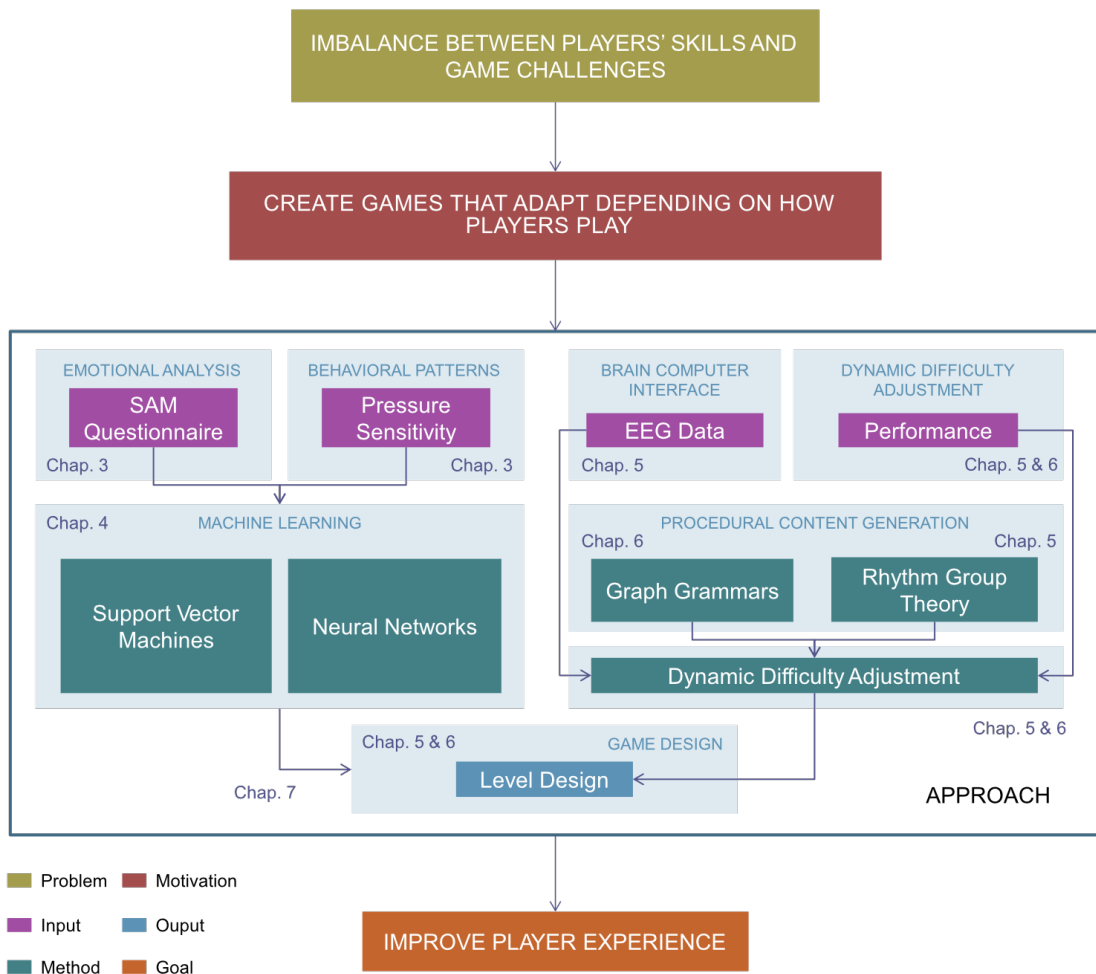 IMBALANCE BETWEEN PLAYERS’ SKILLS AND
GAME CHALLENGES
CREATE GAMES THAT ADAPT DEPENDING ON HOW
PLAYERS PLAY
EMOTIONAL ANALYSIS
SAM
Questionnaire
Chap. 3
BEHAVIORAL PATTERNS
Pressure
Sensitivity
Chap. 3
BRAIN COMPUTER
INTERFACE
EEG Data
Chap. 5
DYNAMIC DIFFICULTY
ADJUSTMENT
Performance
Chap. 5 & 6
Chap. 4
MACHINE LEARNING
Support Vector
Machines
Neural Networks
PROCEDURAL CONTENT GENERATION
Chap. 6
Chap. 5
Graph Grammars
Rhythm Group
Theory
Dynamic Difficulty Adjustment
Chap. 5 & 6
Chap. 5 & 6
GAME DESIGN
Level Design
Chap. 7
APPROACH
Problem
Motivation
Input
Ouput
Method
Goal
IMPROVE PLAYER EXPERIENCE